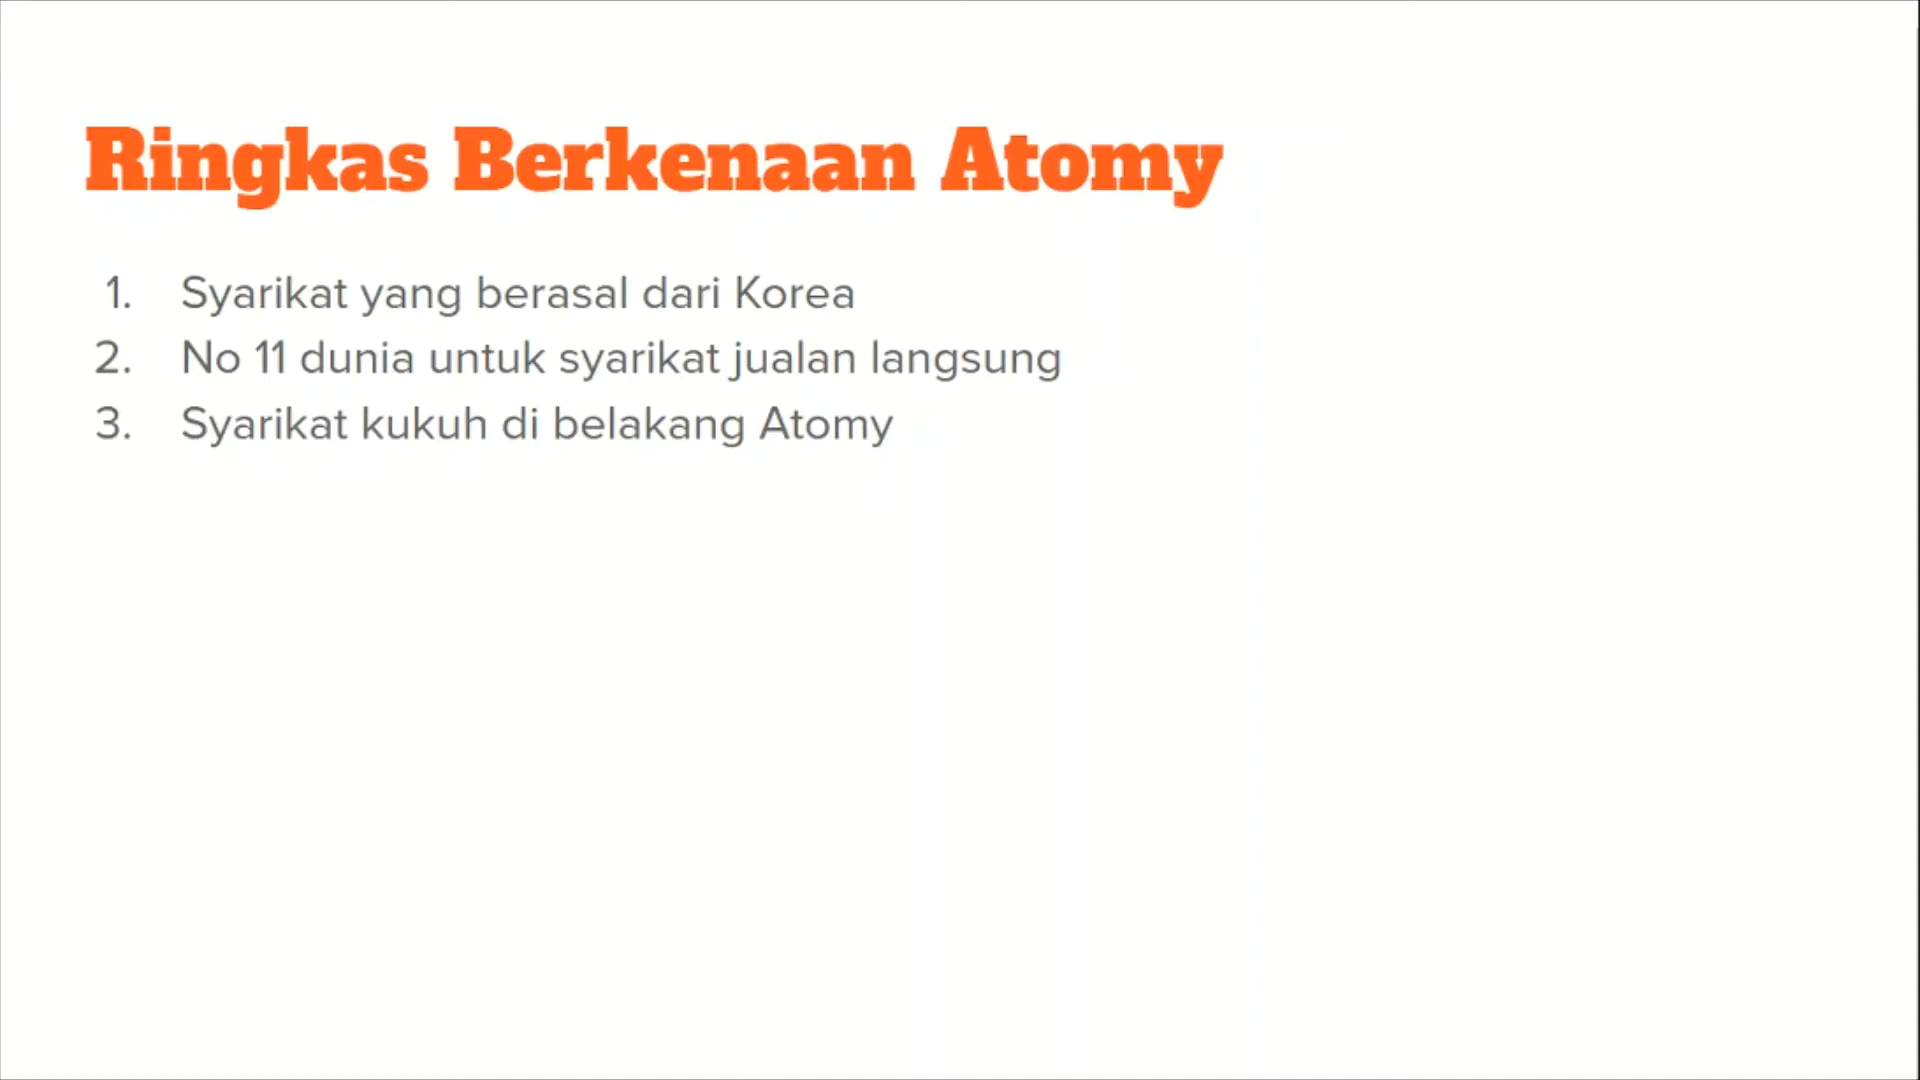 Ringkas Berkenaan Atomy
1. Syarikat yang berasal dari Korea
2. No 11 dunia untuk syarikat jualan langsung
3. Syarikat kukuh di belakang Atomy